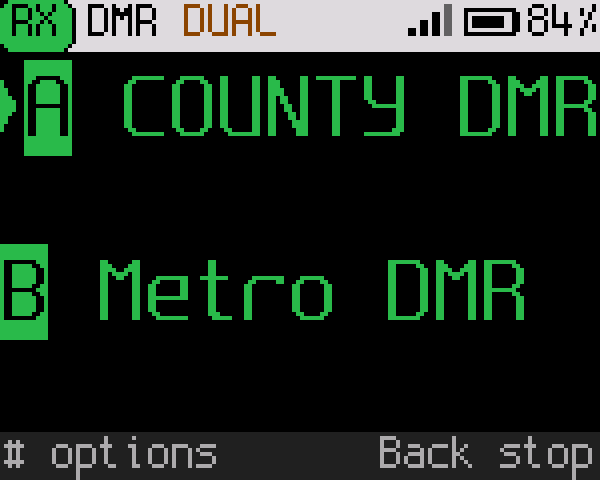 RX DMR DUAL 84%
A COUNTY DMR
B Metro DMR
# options Back stop